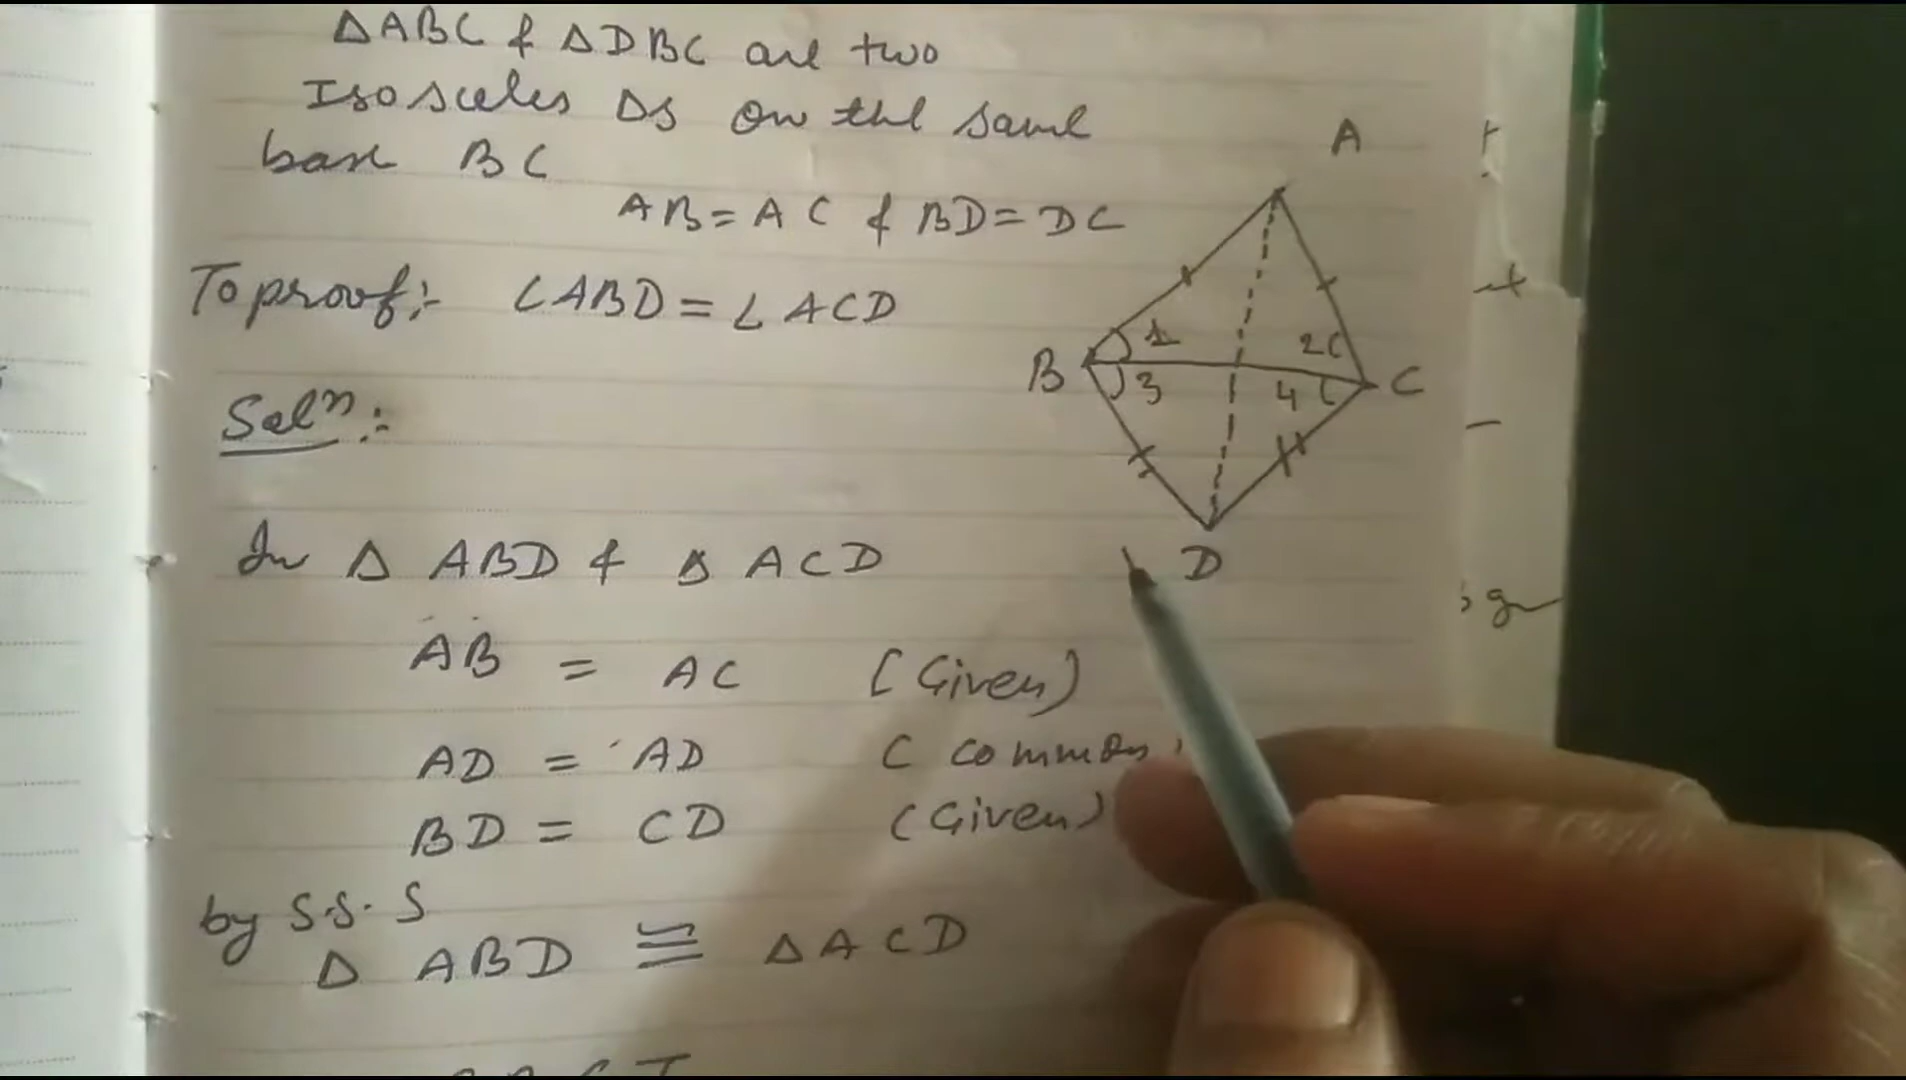 ΔABC & ΔDBC are two
Isosceles Δs on the same
base BC
AB = AC & BD = DC
To proof:- ∠ABD = ∠ACD
Solⁿ:-
A
B
1
2
3
4
C
D
In Δ ABD & Δ ACD
AB = AC (Given)
AD = AD (common
BD = CD (Given)
by S.S.S
Δ ABD ≅ Δ ACD